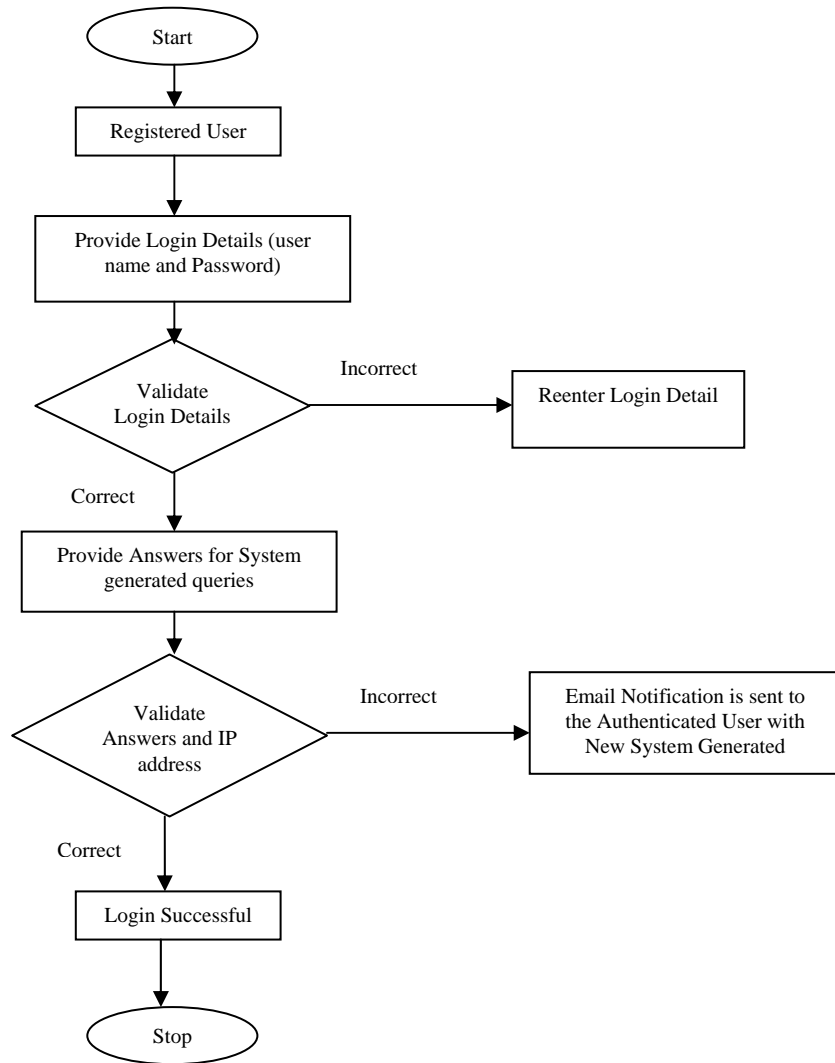 Start
Registered User
Provide Login Details (user
name and Password)
Validate
Login Details
Incorrect
Reenter Login Detail
Correct
Provide Answers for System
generated queries
Validate
Answers and IP
address
Incorrect
Email Notification is sent to
the Authenticated User with
New System Generated
Correct
Login Successful
Stop